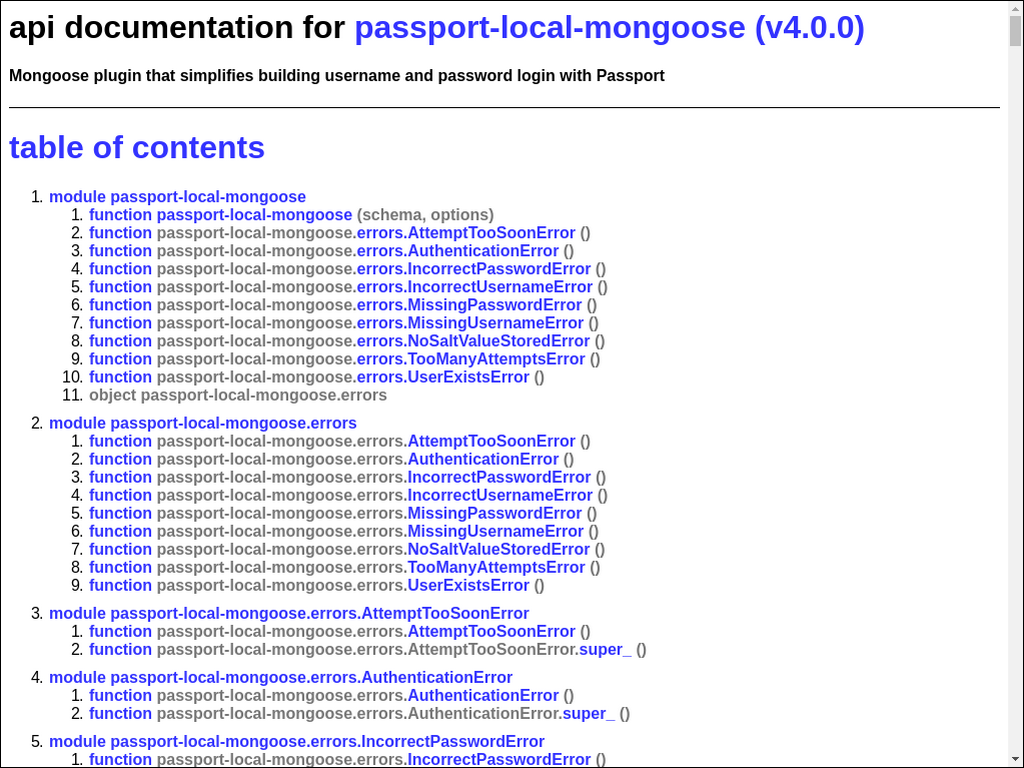 api documentation for passport-local-mongoose (v4.0.0)
Mongoose plugin that simplifies building username and password login with Passport
table of contents
1. module passport-local-mongoose
1. function passport-local-mongoose (schema, options)
2. function passport-local-mongoose.errors.AttemptTooSoonError ()
3. function passport-local-mongoose.errors.AuthenticationError ()
4. function passport-local-mongoose.errors.IncorrectPasswordError ()
5. function passport-local-mongoose.errors.IncorrectUsernameError ()
6. function passport-local-mongoose.errors.MissingPasswordError ()
7. function passport-local-mongoose.errors.MissingUsernameError ()
8. function passport-local-mongoose.errors.NoSaltValueStoredError ()
9. function passport-local-mongoose.errors.TooManyAttemptsError ()
10. function passport-local-mongoose.errors.UserExistsError ()
11. object passport-local-mongoose.errors
2. module passport-local-mongoose.errors
1. function passport-local-mongoose.errors.AttemptTooSoonError ()
2. function passport-local-mongoose.errors.AuthenticationError ()
3. function passport-local-mongoose.errors.IncorrectPasswordError ()
4. function passport-local-mongoose.errors.IncorrectUsernameError ()
5. function passport-local-mongoose.errors.MissingPasswordError ()
6. function passport-local-mongoose.errors.MissingUsernameError ()
7. function passport-local-mongoose.errors.NoSaltValueStoredError ()
8. function passport-local-mongoose.errors.TooManyAttemptsError ()
9. function passport-local-mongoose.errors.UserExistsError ()
3. module passport-local-mongoose.errors.AttemptTooSoonError
1. function passport-local-mongoose.errors.AttemptTooSoonError ()
2. function passport-local-mongoose.errors.AttemptTooSoonError.super_ ()
4. module passport-local-mongoose.errors.AuthenticationError
1. function passport-local-mongoose.errors.AuthenticationError ()
2. function passport-local-mongoose.errors.AuthenticationError.super_ ()
5. module passport-local-mongoose.errors.IncorrectPasswordError
1. function passport-local-mongoose.errors.IncorrectPasswordError ()